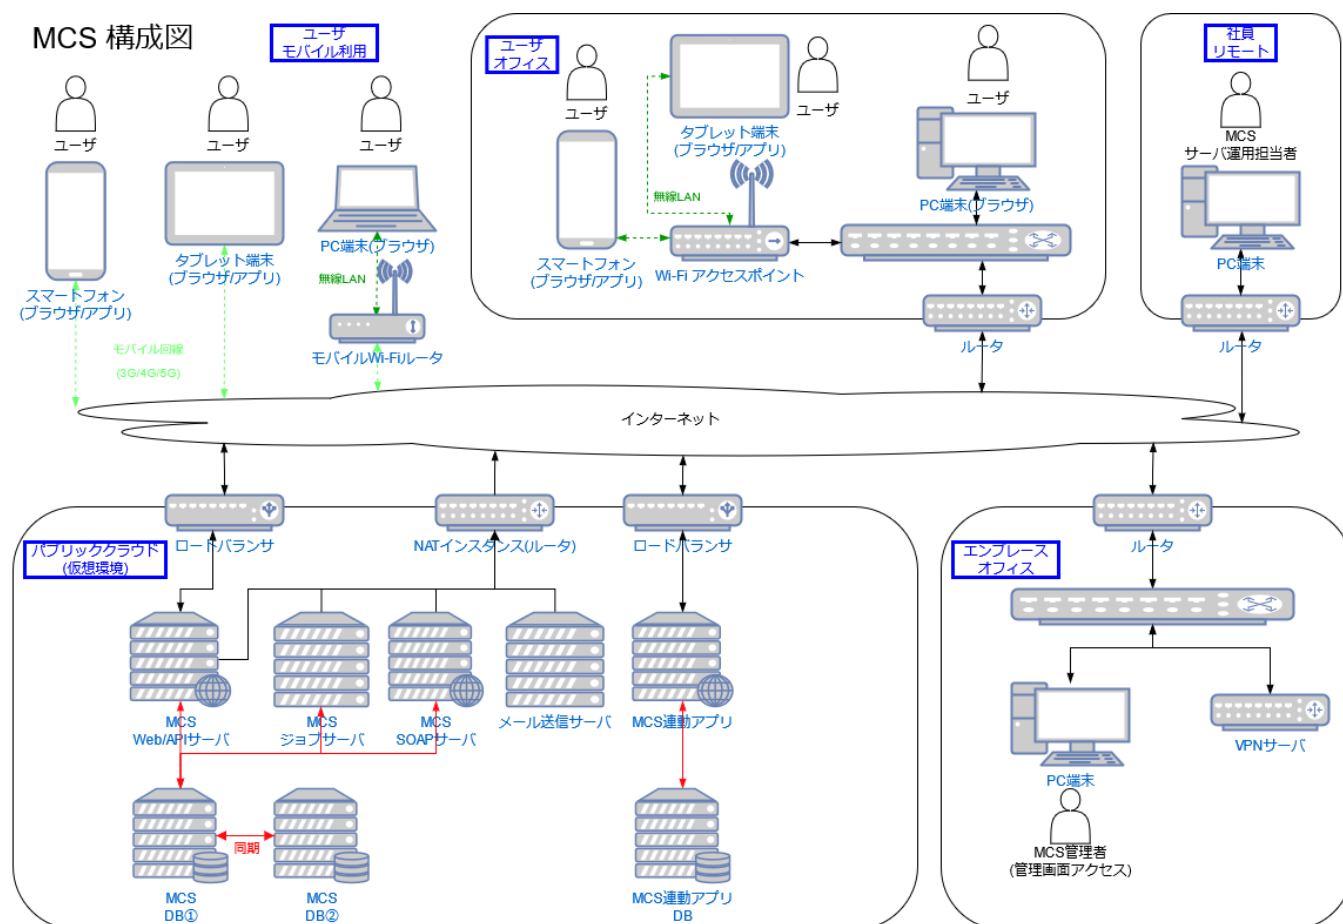 MCS 構成図
ユーザ
モバイル利用
ユーザ
ユーザ
ユーザ
スマートフォン
(ブラウザ/アプリ)
タブレット端末
(ブラウザ/アプリ)
PC端末(ブラウザ)
無線LAN
モバイルWi-Fiルータ
モバイル回線
(3G/4G/5G)
ユーザ
オフィス
ユーザ
ユーザ
ユーザ
タブレット端末
(ブラウザ/アプリ)
無線LAN
スマートフォン
(ブラウザ/アプリ)
Wi-Fi アクセスポイント
PC端末(ブラウザ)
ルータ
社員
リモート
MCS
サーバ運用担当者
PC端末
ルータ
インターネット
パブリッククラウド
(仮想環境)
ロードバランサ
NATインスタンス(ルータ)
ロードバランサ
MCS
Web/APIサーバ
MCS
ジョブサーバ
MCS
SOAPサーバ
メール送信サーバ
MCS連動アプリ
同期
MCS
DB①
MCS
DB②
MCS連動アプリ
DB
エンブレース
オフィス
ルータ
PC端末
VPNサーバ
MCS管理者
(管理画面アクセス)